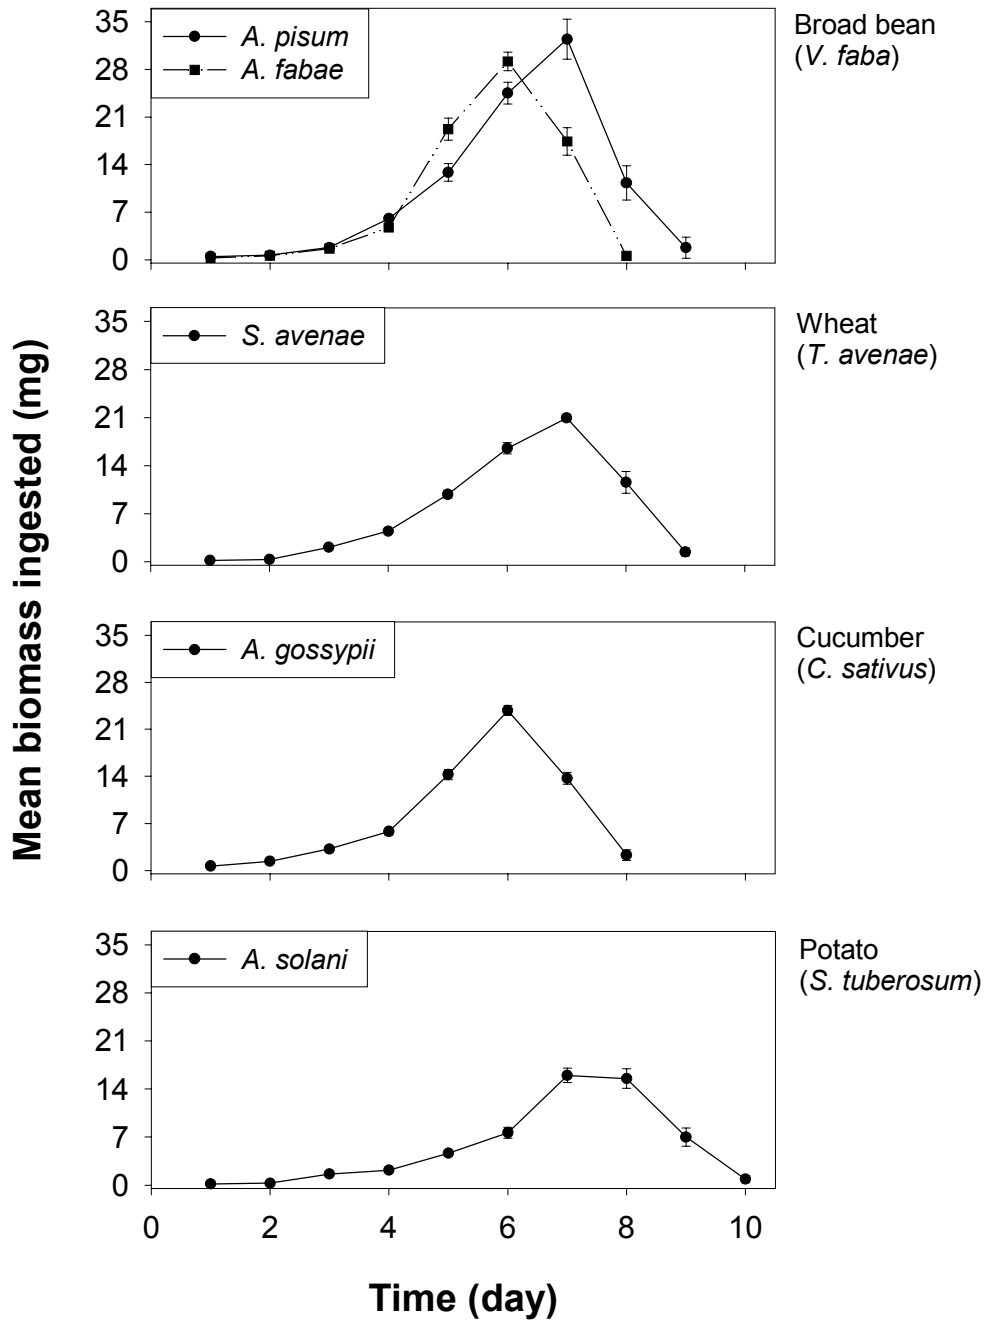 35
28
21
14
7
0
A. pisum
A. fabae
Broad bean
(V. faba)
35
28
21
14
7
0
S. avenae
Wheat
(T. avenae)
Mean biomass ingested (mg)
35
28
21
14
7
0
A. gossypii
Cucumber
(C. sativus)
35
28
21
14
7
0
A. solani
Potato
(S. tuberosum)
0 2 4 6 8 10
Time (day)